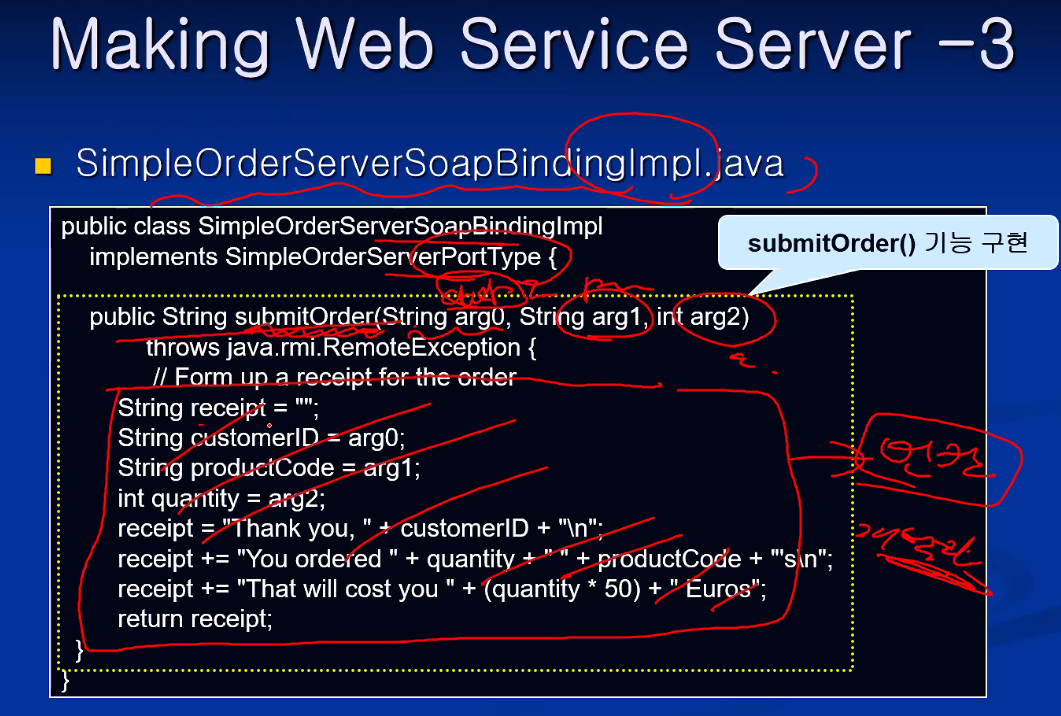 Making Web Service Server -3
SimpleOrderServerSoapBindingImpl.java
public class SimpleOrderServerSoapBindingImpl
implements SimpleOrderServerPortType {
submitOrder() 기능 구현
public String submitOrder(String arg0, String arg1, int arg2)
throws java.rmi.RemoteException {
// Form up a receipt for the order
String receipt = "";
String customerID = arg0;
String productCode = arg1;
int quantity = arg2;
receipt = "Thank you, " + customerID + "\n";
receipt += "You ordered " + quantity + " " + productCode + "'s\n";
receipt += "That will cost you " + (quantity * 50) + " Euros";
return receipt;
}
}